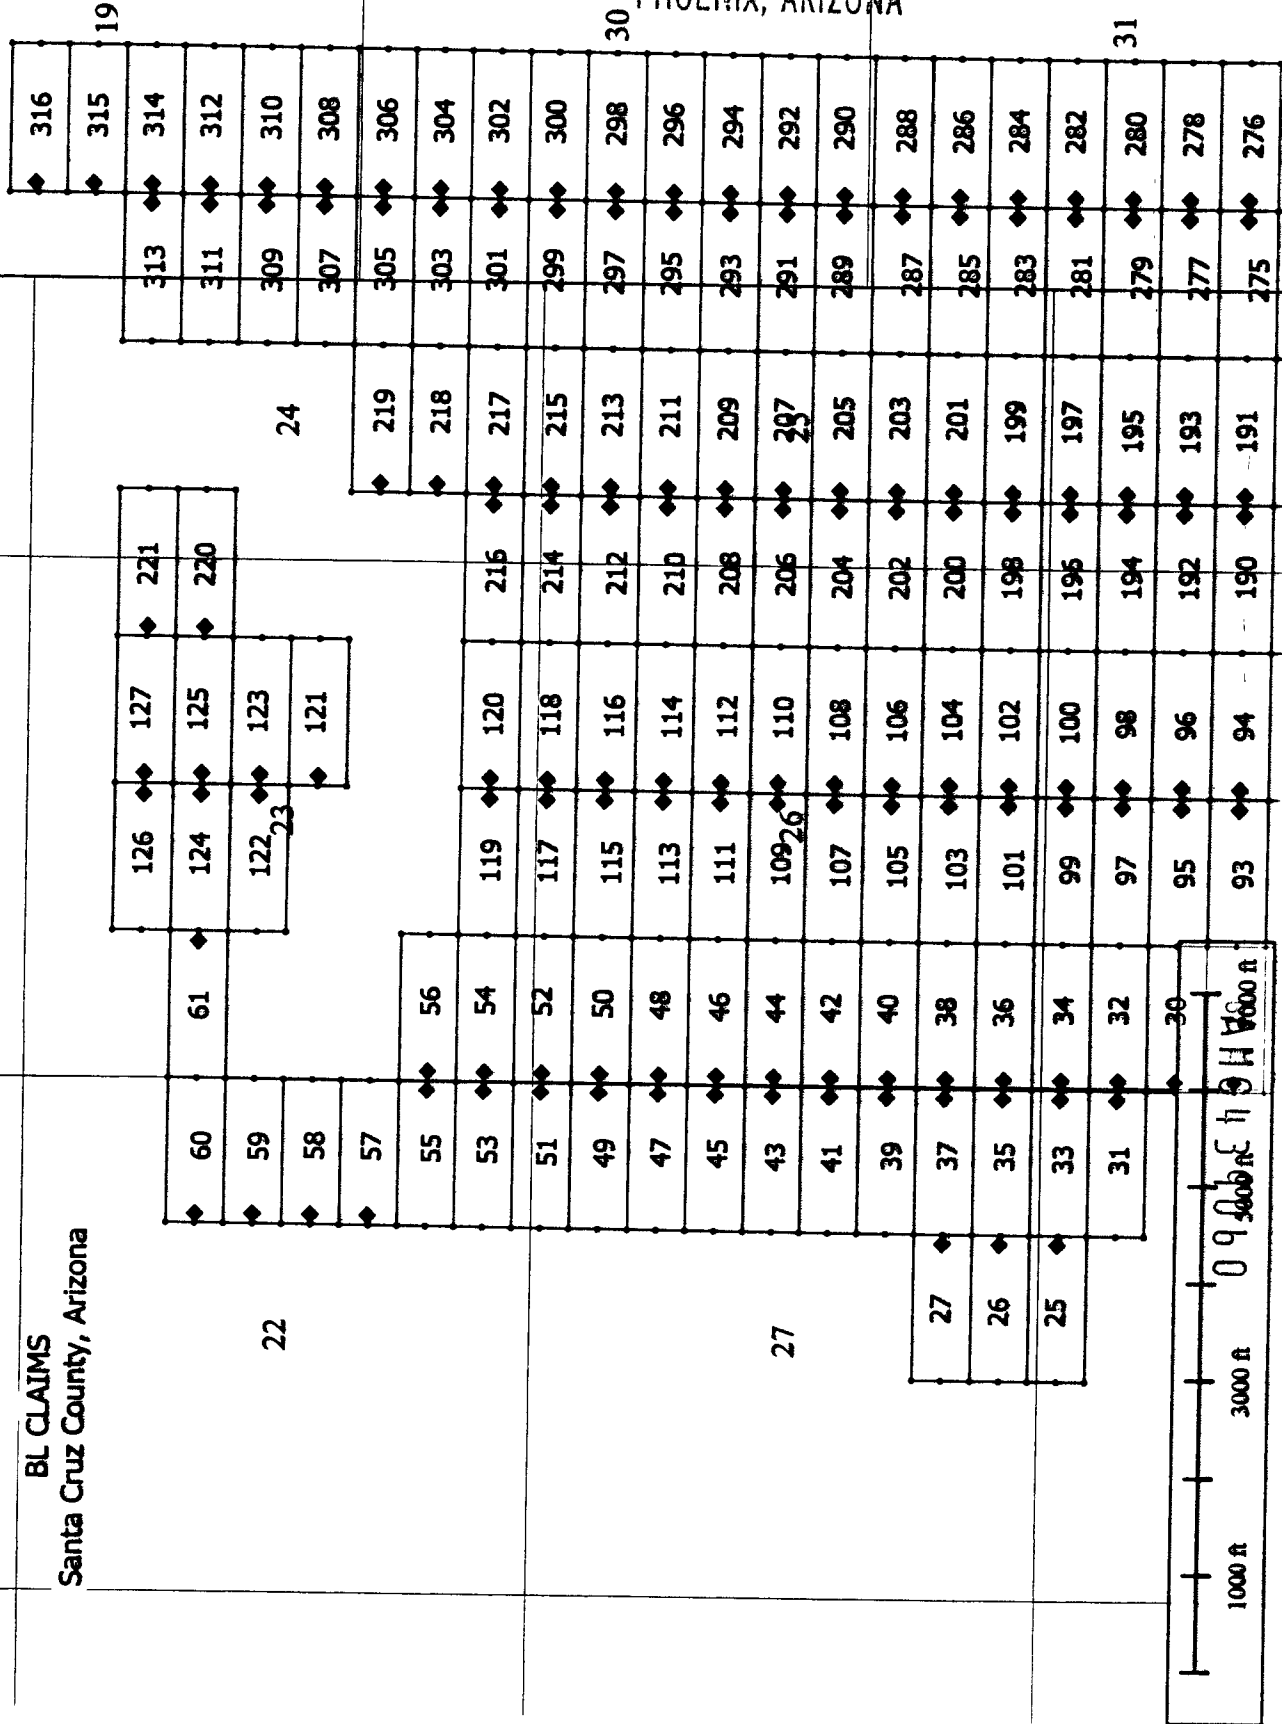 BL CLAIMS
316
Santa Cruz County, Arizona
315
19
126 127 221 313 314
60 61 124 125 220 311 312
59 122 123 309 310
22 23 24
58 121 307 308
57 219 305 306
55 56 218 303 304
53 54 119 120 216 217 301 302
51 52 117 118 214 215 299 300
49 50 115 116 212 213 297 298
30
PHOENIX, ARIZONA
47 48 113 114 210 211 295 296
45 46 111 112 208 209 293 294
43 44 109 110 206 207 291 292
27 26 25
41 42 107 108 204 205 289 290
39 40 105 106 202 203 287 288
27 37 38 103 104 200 201 285 286
26 35 36 101 102 198 199 283 284
25 33 34 99 100 196 197 281 282
31
31 32 97 98 194 195 279 280
30 95 96 192 193 277 278
93 94 190 191 275 276
1000 ft 3000 ft 5000 ft